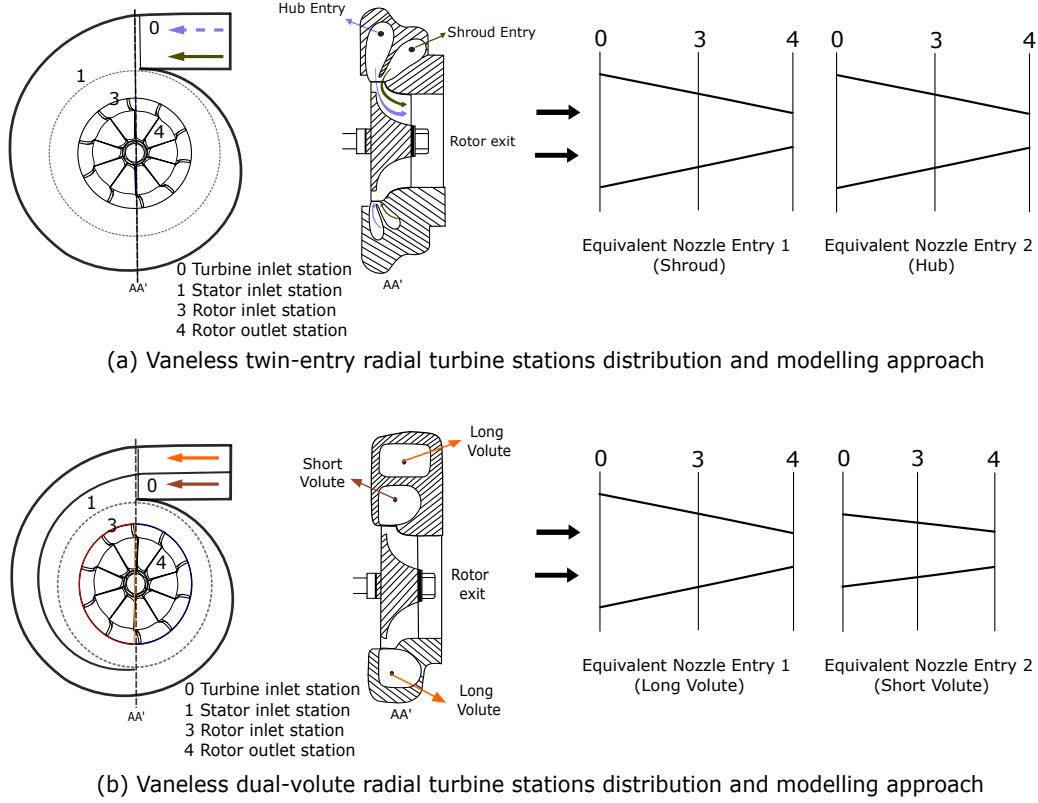 0
1
3
4
AA'
0 Turbine inlet station
1 Stator inlet station
3 Rotor inlet station
4 Rotor outlet station
Hub Entry
Shroud Entry
Rotor exit
AA'
0 3 4
Equivalent Nozzle Entry 1
(Shroud)
0 3 4
Equivalent Nozzle Entry 2
(Hub)
(a) Vaneless twin-entry radial turbine stations distribution and modelling approach
0
1
3
4
AA'
0 Turbine inlet station
1 Stator inlet station
3 Rotor inlet station
4 Rotor outlet station
Long
Volute
Short
Volute
Rotor
exit
Long
Volute
AA'
0 3 4
Equivalent Nozzle Entry 1
(Long Volute)
0 3 4
Equivalent Nozzle Entry 2
(Short Volute)
(b) Vaneless dual-volute radial turbine stations distribution and modelling approach